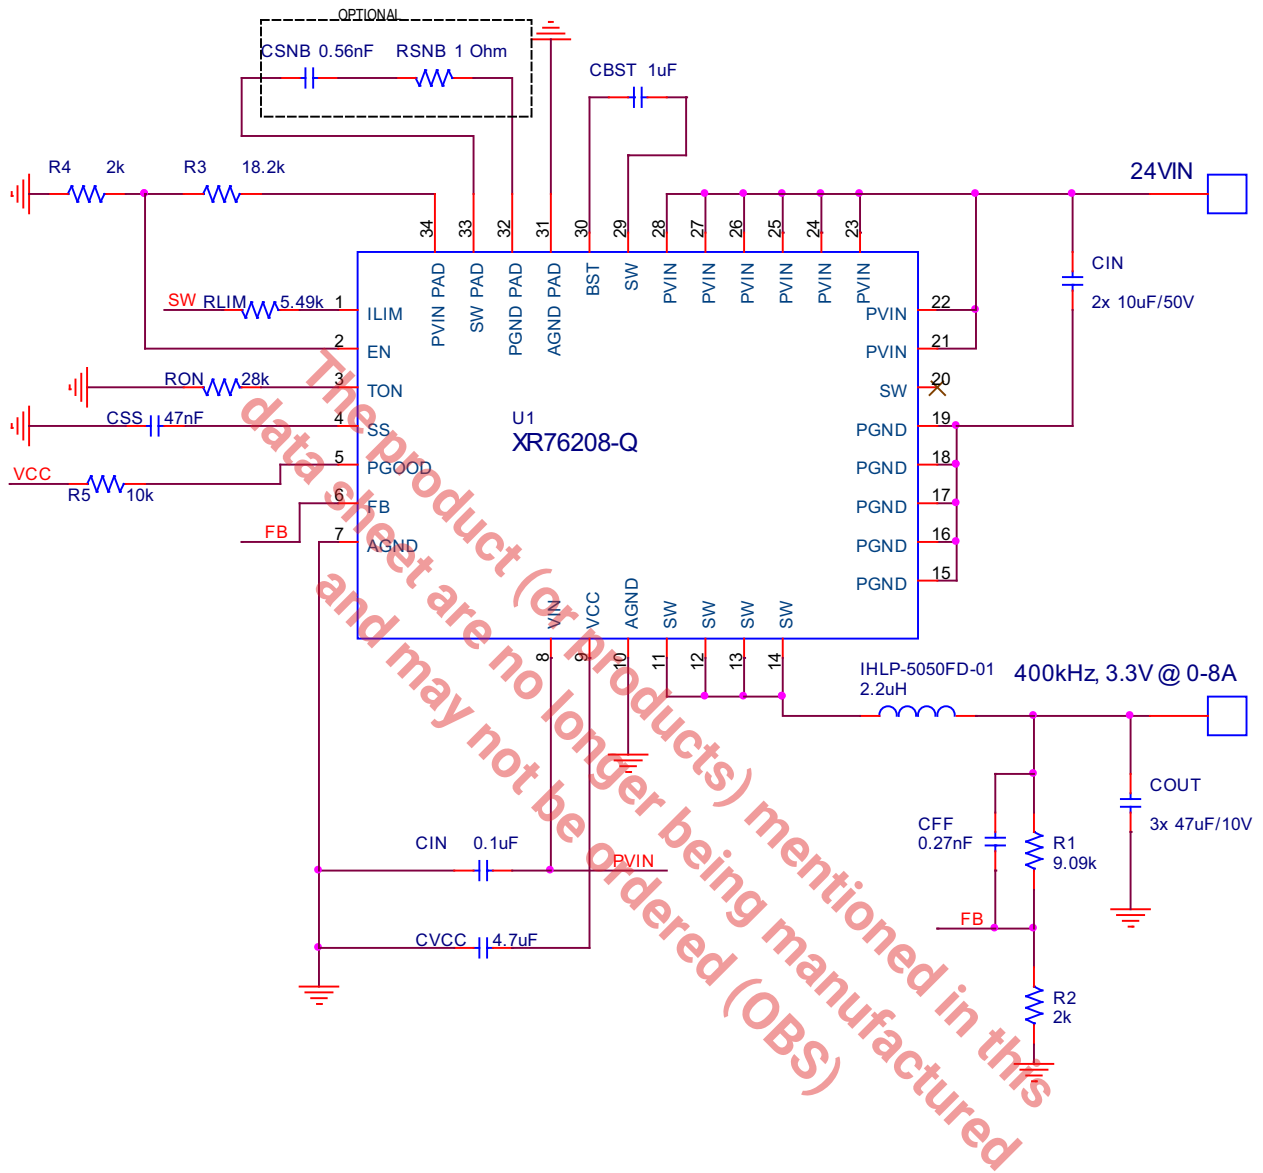 OPTIONAL
CSNB 0.56nF
RSNB 1 Ohm
CBST 1uF
R4 2k
R3 18.2k
24VIN
34
33
32
31
30
29
28
27
26
25
24
23
PVIN PAD
SW PAD
PGND PAD
AGND PAD
BST
SW
PVIN
PVIN
PVIN
PVIN
PVIN
PVIN
CIN
2x 10uF/50V
SW
RLIM
5.49k
1
ILIM
2
EN
RON
28k
3
TON
CSS
47nF
4
SS
VCC
R5
10k
5
PGOOD
6
FB
FB
7
AGND
U1
XR76208-Q
PVIN
22
PVIN
21
SW
20
PGND
19
PGND
18
PGND
17
PGND
16
PGND
15
VIN
VCC
AGND
SW
SW
SW
SW
8
9
10
11
12
13
14
IHLP-5050FD-01
2.2uH
400kHz, 3.3V @ 0-8A
COUT
3x 47uF/10V
CFF
0.27nF
R1
9.09k
FB
R2
2k
CIN
0.1uF
PVIN
CVCC
4.7uF
The product (or products) mentioned in this
data sheet are no longer being manufactured
and may not be ordered (OBS)